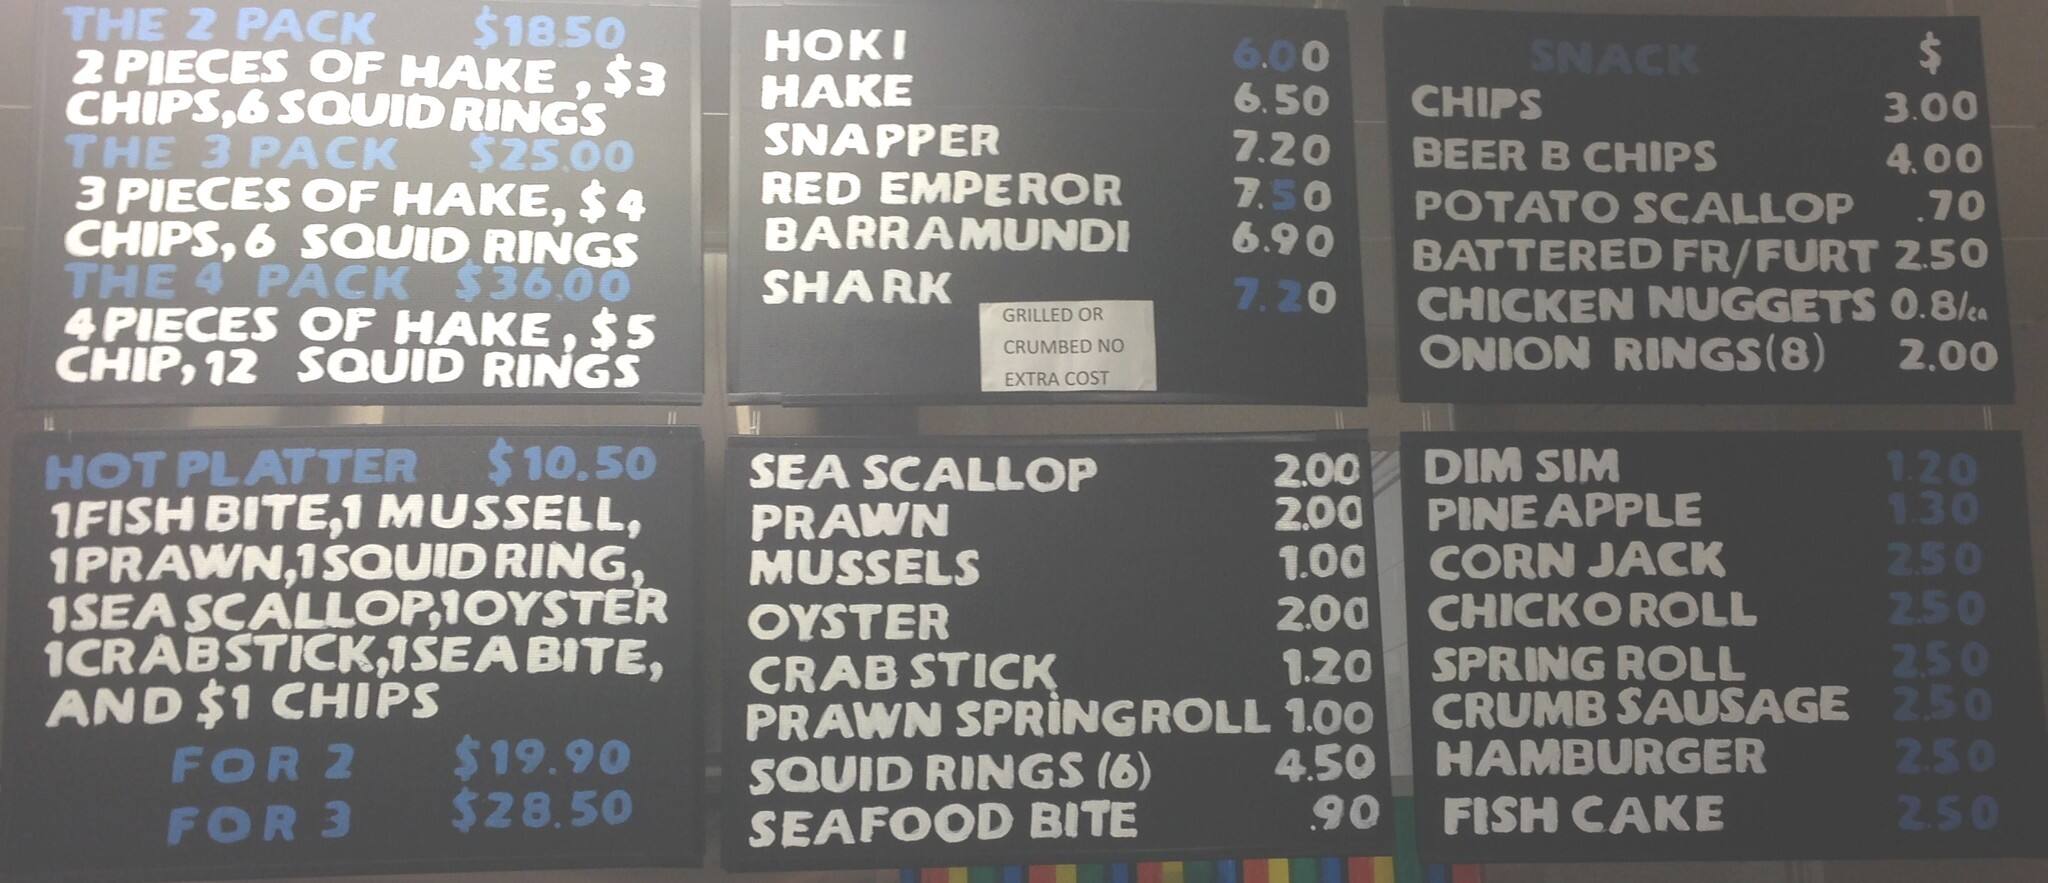 THE 2 PACK $18.50
2 PIECES OF HAKE, $3
CHIPS, 6 SQUID RINGS
THE 3 PACK $25.00
3 PIECES OF HAKE, $4
CHIPS, 6 SQUID RINGS
THE 4 PACK $36.00
4 PIECES OF HAKE, $5
CHIP, 12 SQUID RINGS
HOKI 6.00
HAKE 6.50
SNAPPER 7.20
RED EMPEROR 7.50
BARRAMUNDI 6.90
SHARK 7.20
GRILLED OR
CRUMBED NO
EXTRA COST
SNACK $
CHIPS 3.00
BEER B CHIPS 4.00
POTATO SCALLOP .70
BATTERED FR/FURT 2.50
CHICKEN NUGGETS 0.8/ea
ONION RINGS(8) 2.00
HOT PLATTER $10.50
1FISH BITE,1 MUSSELL,
1PRAWN,1SQUID RING,
1SEA SCALLOP,1OYSTER
1CRABSTICK,1SEA BITE,
AND $1 CHIPS
FOR 2 $19.90
FOR 3 $28.50
SEA SCALLOP 2.00
PRAWN 2.00
MUSSELS 1.00
OYSTER 2.00
CRAB STICK 1.20
PRAWN SPRiNGROLL 1.00
SQUID RINGS (6) 4.50
SEAFOOD BITE .90
DIM SIM 1.20
PINEAPPLE 1.30
CORN JACK 2.50
CHICKO ROLL 2.50
SPRING ROLL 2.50
CRUMB SAUSAGE 2.50
HAMBURGER 2.50
FISH CAKE 2.50